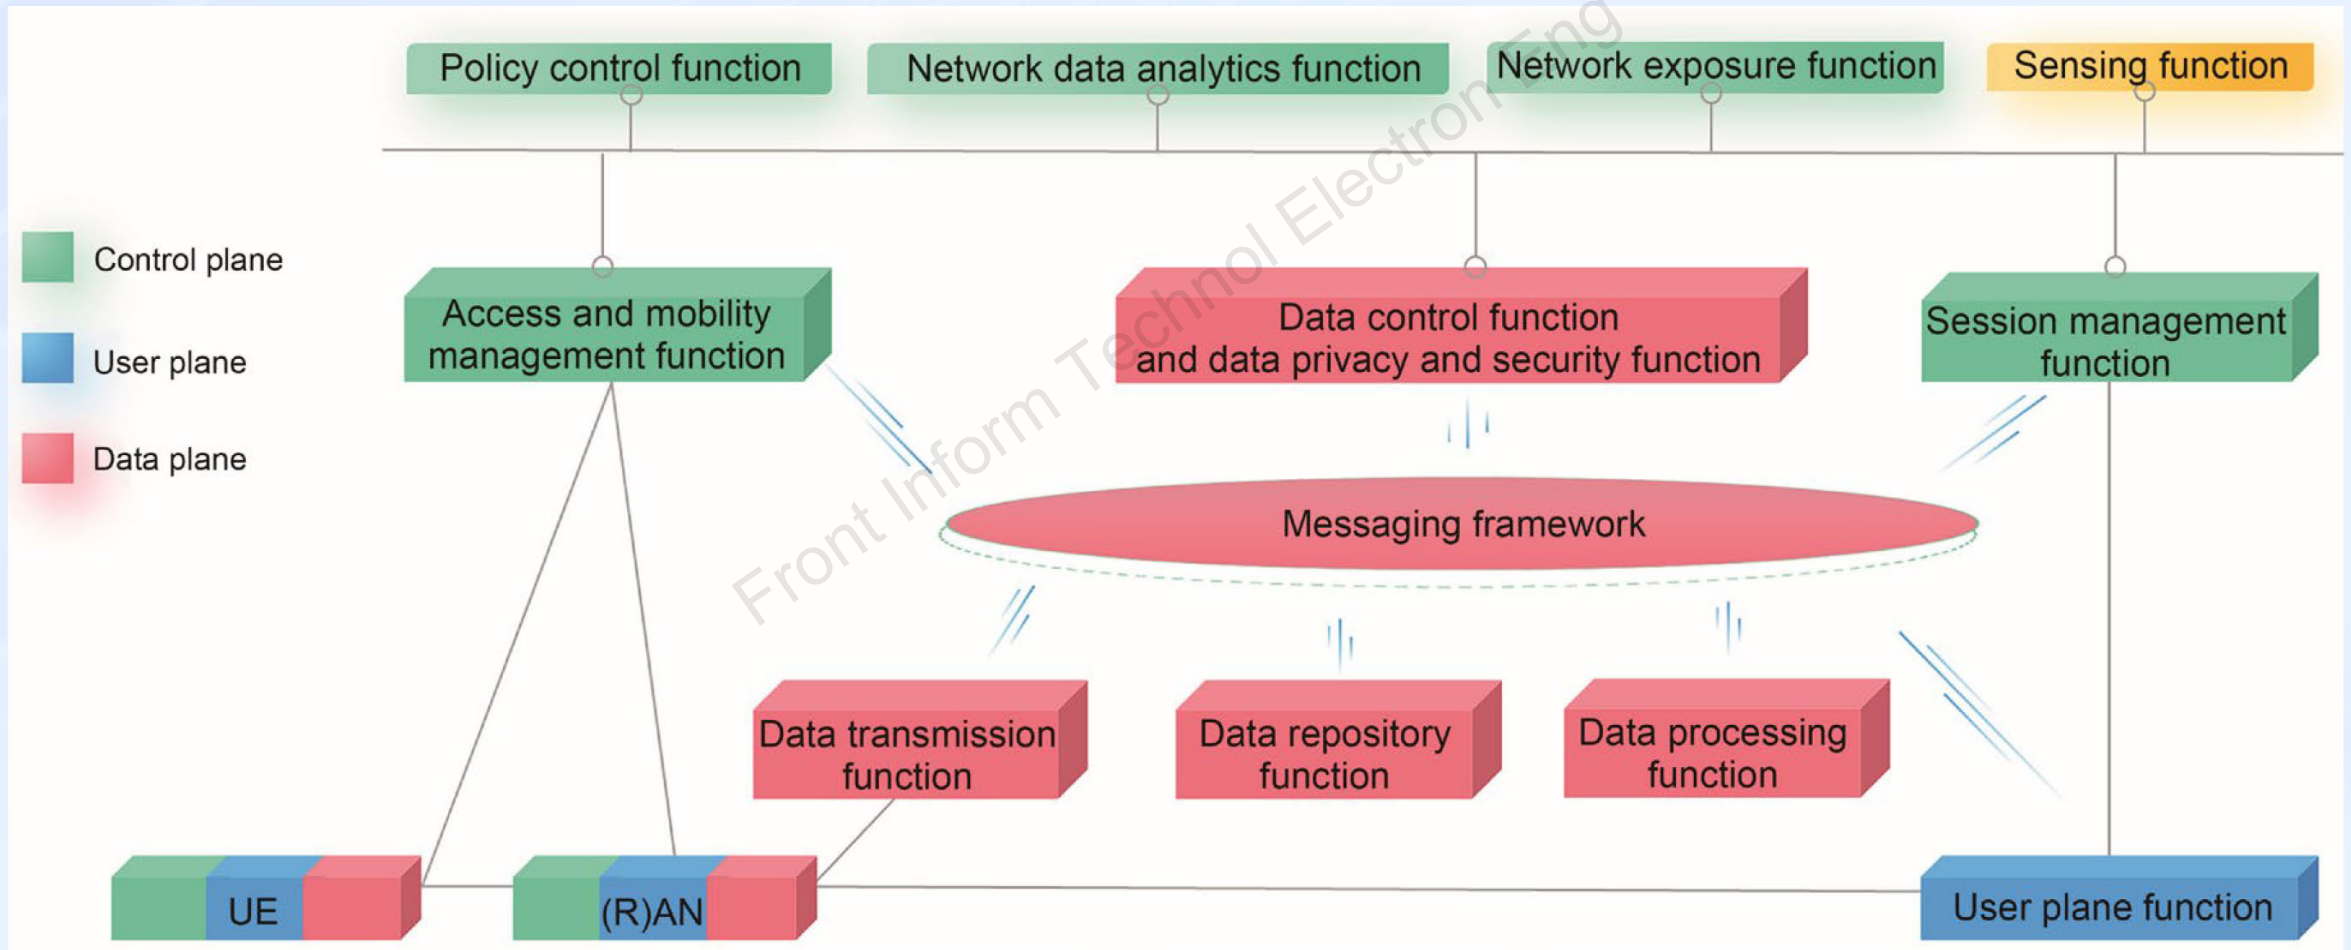 Policy control function
Network data analytics function
Network exposure function
Sensing function
Control plane
User plane
Data plane
Access and mobility
management function
Data control function
and data privacy and security function
Session management
function
Messaging framework
Data transmission
function
Data repository
function
Data processing
function
UE
(R)AN
User plane function
Front Inform Technol Electron Eng